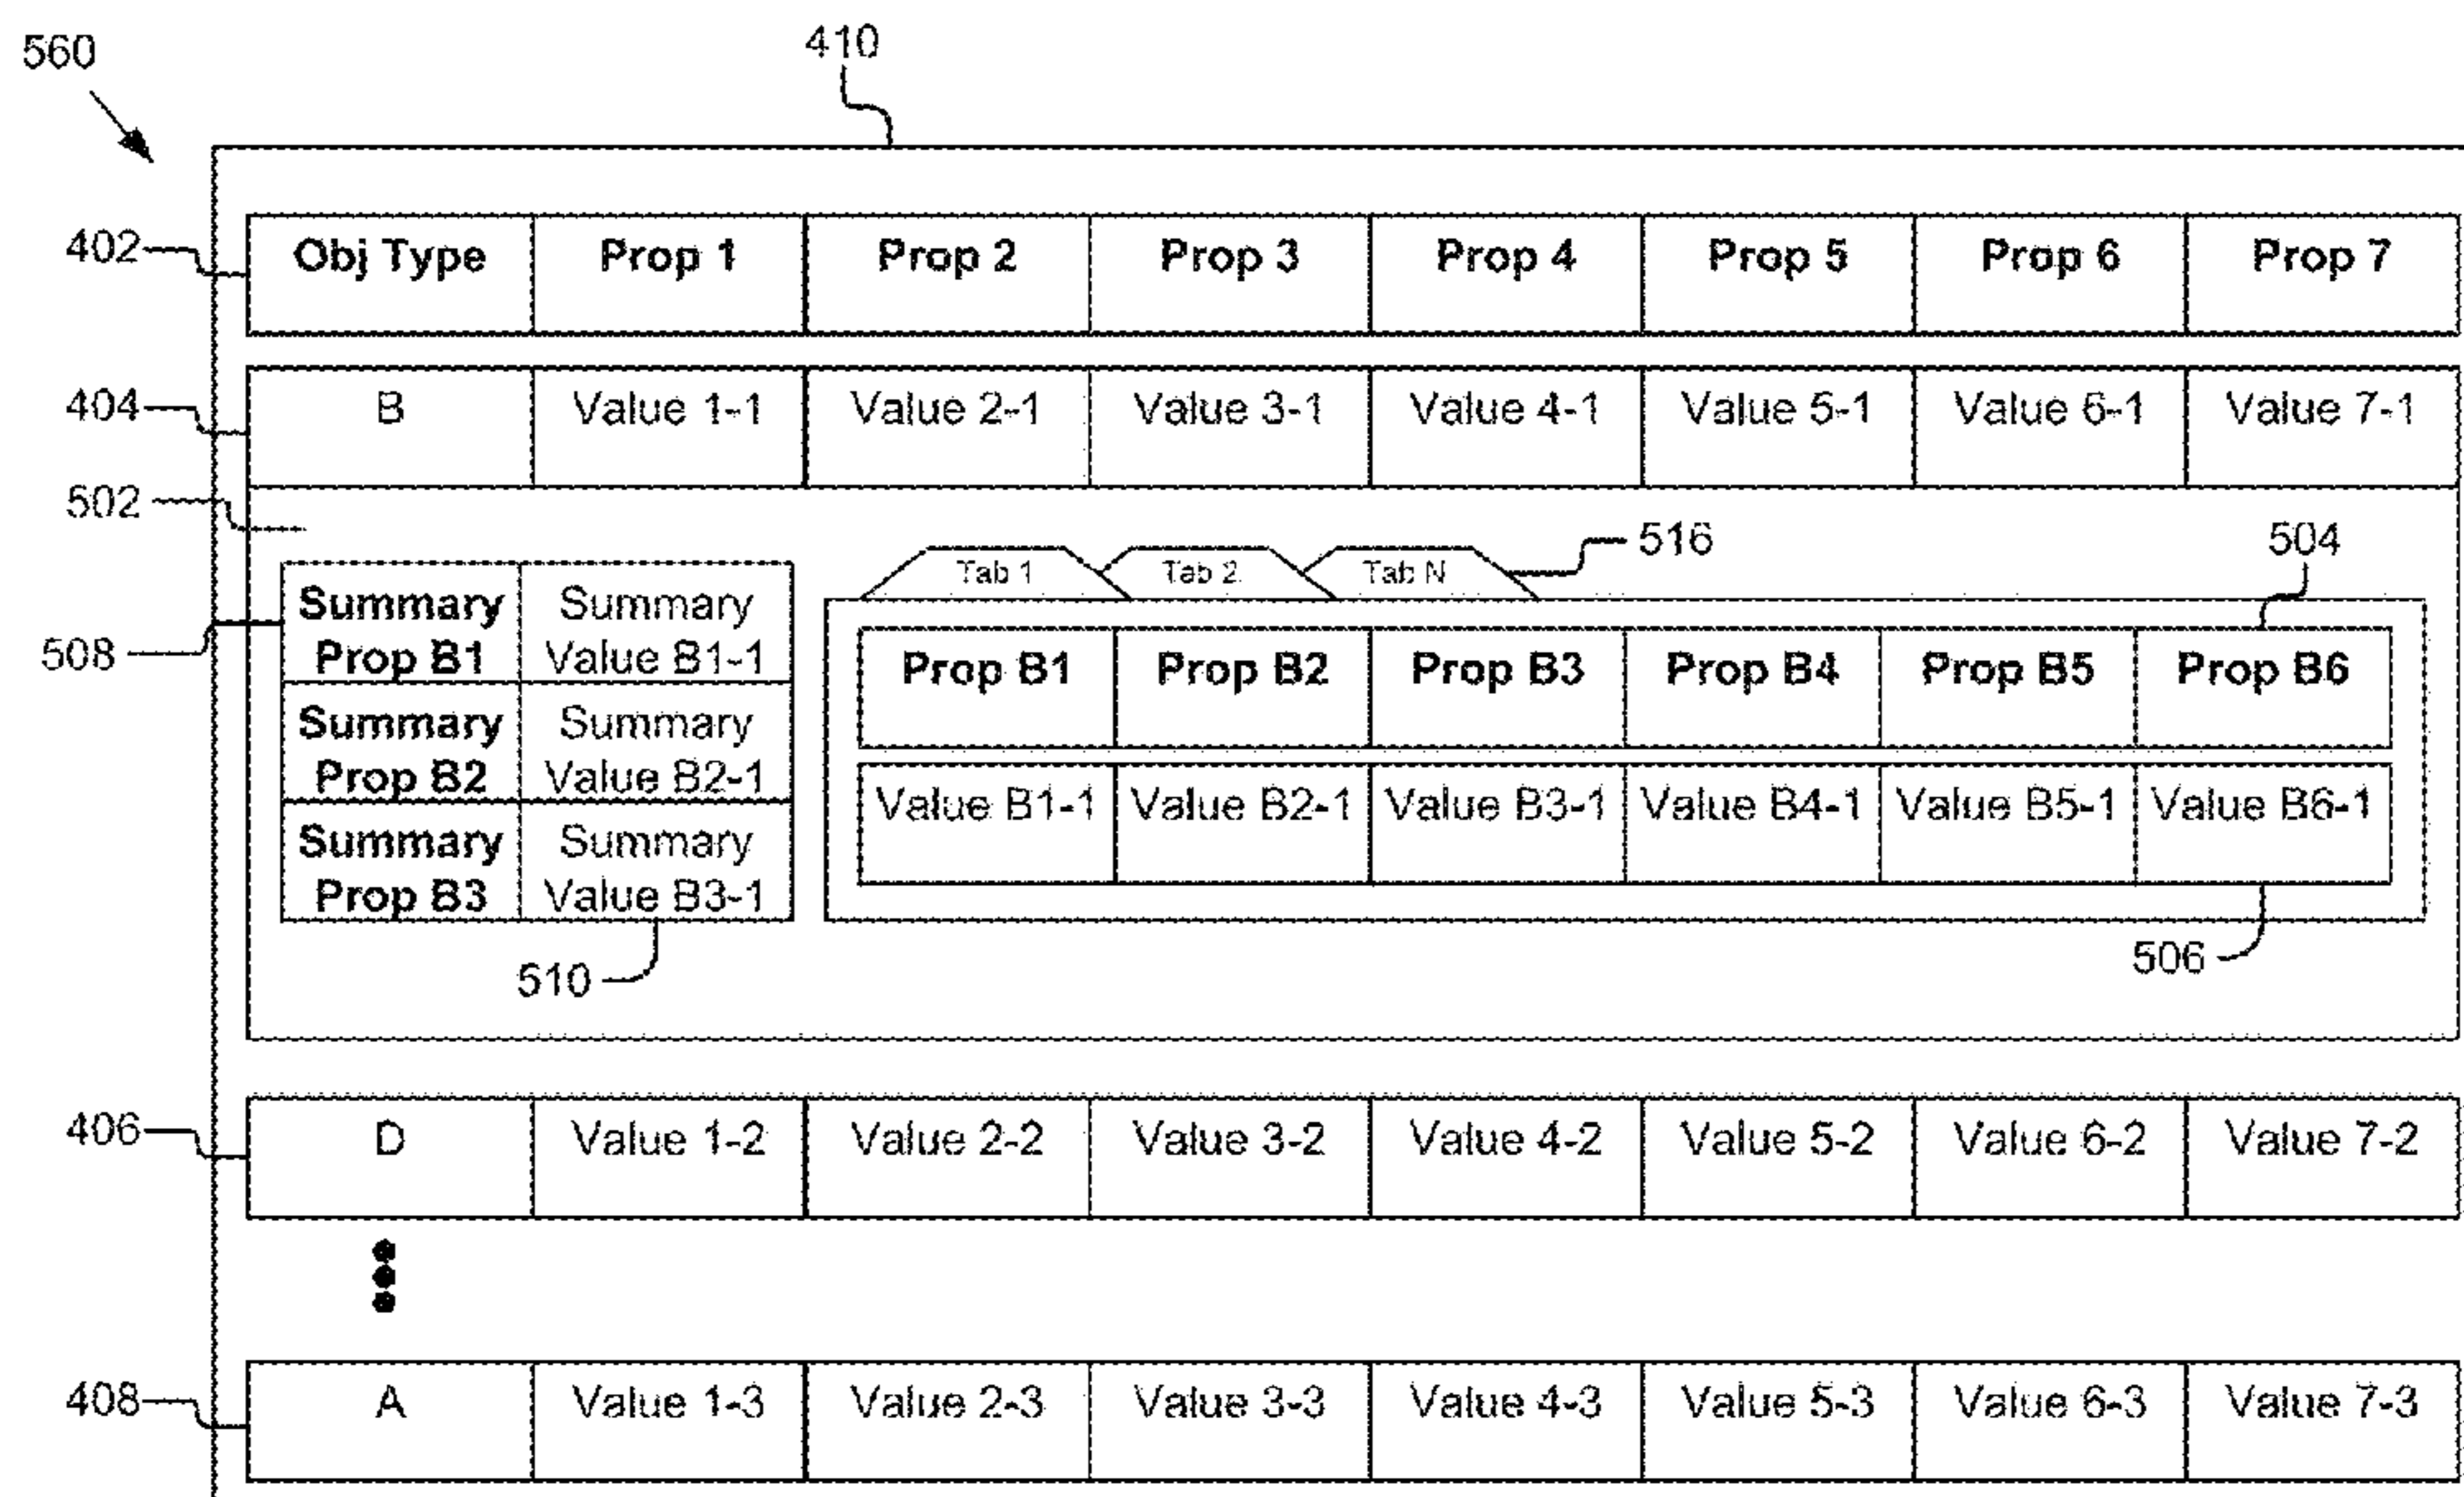 560
410
402 Obj Type Prop 1 Prop 2 Prop 3 Prop 4 Prop 5 Prop 6 Prop 7
404 B Value 1-1 Value 2-1 Value 3-1 Value 4-1 Value 5-1 Value 6-1 Value 7-1
502
516
504
Tab 1 Tab 2 Tab N
508
Summary Summary
Prop B1 Value B1-1
Summary Summary
Prop B2 Value B2-1
Summary Summary
Prop B3 Value B3-1
510
Prop B1 Prop B2 Prop B3 Prop B4 Prop B5 Prop B6
Value B1-1 Value B2-1 Value B3-1 Value B4-1 Value B5-1 Value B6-1
506
406 D Value 1-2 Value 2-2 Value 3-2 Value 4-2 Value 5-2 Value 6-2 Value 7-2
408 A Value 1-3 Value 2-3 Value 3-3 Value 4-3 Value 5-3 Value 6-3 Value 7-3